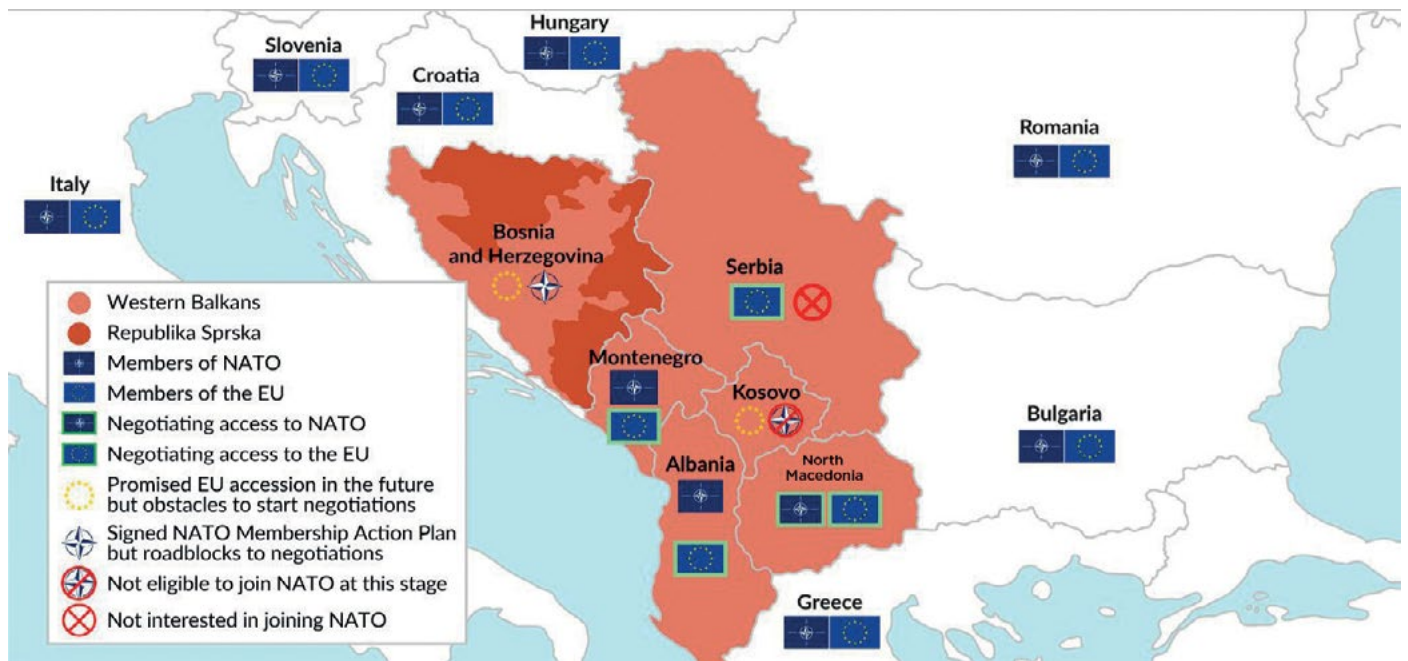 Hungary
Slovenia
Croatia
Romania
Italy
Bosnia
and Herzegovina
Serbia
Montenegro
Kosovo
Bulgaria
Albania
North
Macedonia
Greece
Western Balkans
Republika Sprska
Members of NATO
Members of the EU
Negotiating access to NATO
Negotiating access to the EU
Promised EU accession in the future
but obstacles to start negotiations
Signed NATO Membership Action Plan
but roadblocks to negotiations
Not eligible to join NATO at this stage
Not interested in joining NATO